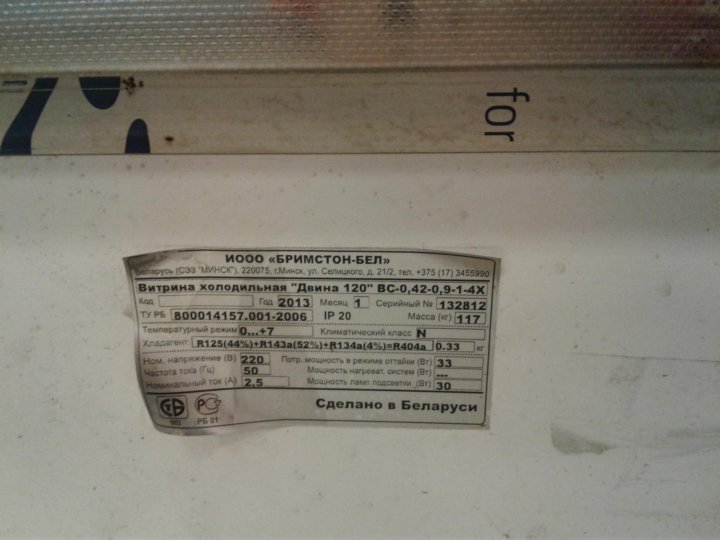 for
ИООО «БРИМСТОН-БЕЛ»
Беларусь (СЭЗ "МИНСК"), 220075, г.Минск, ул. Селицкого, д. 21/2, тел. +375 (17) 3455990
Витрина холодильная "Двина 120" ВС-0,42-0,9-1-4Х
Код Год 2013 Месяц 1 Серийный № 132812
ТУ РБ 800014157.001-2006 IP 20 Масса (кг) 117
Температурный режим 0...+7 Климатический класс N
Хладагент R125(44%)+R143a(52%)+R134a(4%)=R404a 0.33 кг
Ном. напряжение (В) 220 Потр. мощность в режиме оттайки (Вт) 33
Частота тока (Гц) 50 Мощность нагреват. систем (Вт) ---
Номинальный ток (А) 2,5 Мощность ламп подсветки (Вт) 30
Сделано в Беларуси
РБ 01